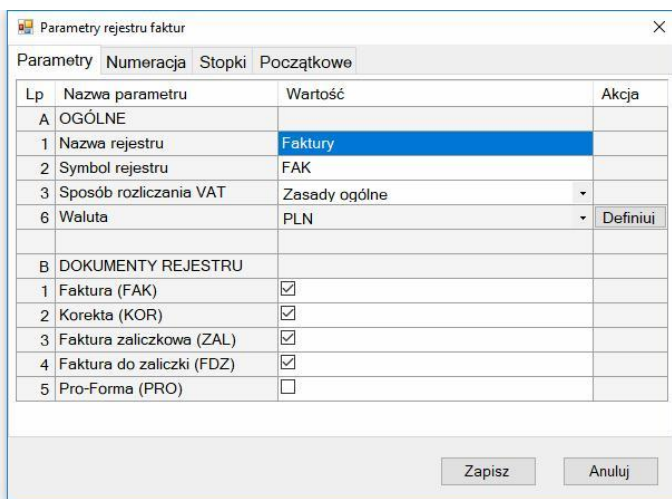 Parametry rejestru faktur
Parametry Numeracja Stopki Początkowe
Lp Nazwa parametru Wartość Akcja
A OGÓLNE
1 Nazwa rejestru Faktury
2 Symbol rejestru FAK
3 Sposób rozliczania VAT Zasady ogólne
6 Waluta PLN Definiuj
B DOKUMENTY REJESTRU
1 Faktura (FAK)
2 Korekta (KOR)
3 Faktura zaliczkowa (ZAL)
4 Faktura do zaliczki (FDZ)
5 Pro-Forma (PRO)
Zapisz Anuluj